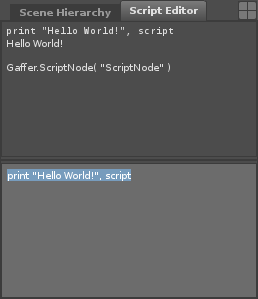 Scene Hierarchy
Script Editor
print "Hello World!", script
Hello World!
Gaffer.ScriptNode( "ScriptNode" )
print "Hello World!", script